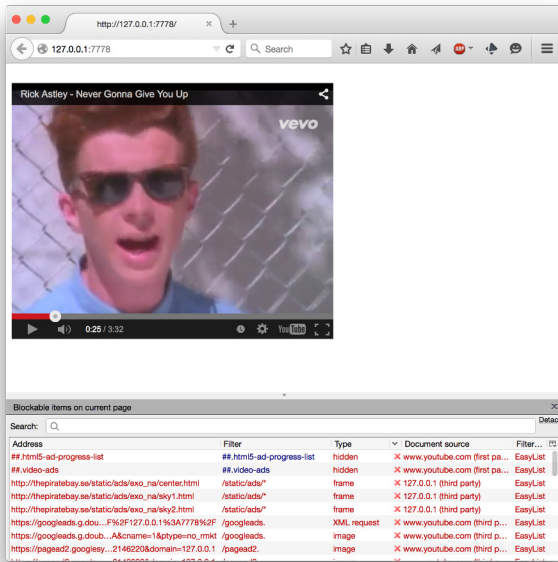 http://127.0.0.1:7778/
127.0.0.1:7778
Search
ABP
Rick Astley - Never Gonna Give You Up
vevo
0:25 / 3:32
YouTube
Blockable items on current page
Search:
Detac
Address Filter Type Document source Filter...
##.html5-ad-progress-list ##.html5-ad-progress-list hidden www.youtube.com (first pa... EasyList
##.video-ads ##.video-ads hidden www.youtube.com (first pa... EasyList
http://thepiratebay.se/static/ads/exo_na/center.html /static/ads/* frame 127.0.0.1 (third party) EasyList
http://thepiratebay.se/static/ads/exo_na/sky1.html /static/ads/* frame 127.0.0.1 (third party) EasyList
http://thepiratebay.se/static/ads/exo_na/sky2.html /static/ads/* frame 127.0.0.1 (third party) EasyList
https://googleads.g.dou...F%2F127.0.0.1%3A7778%2F /googleads. XML request www.youtube.com (third p... EasyList
https://googleads.g.doub...A&cname=1&ptype=no_rmkt /googleads. image www.youtube.com (third p... EasyList
https://pagead2.googlesy...2146220&domain=127.0.0.1 /pagead2. image www.youtube.com (third p... EasyList